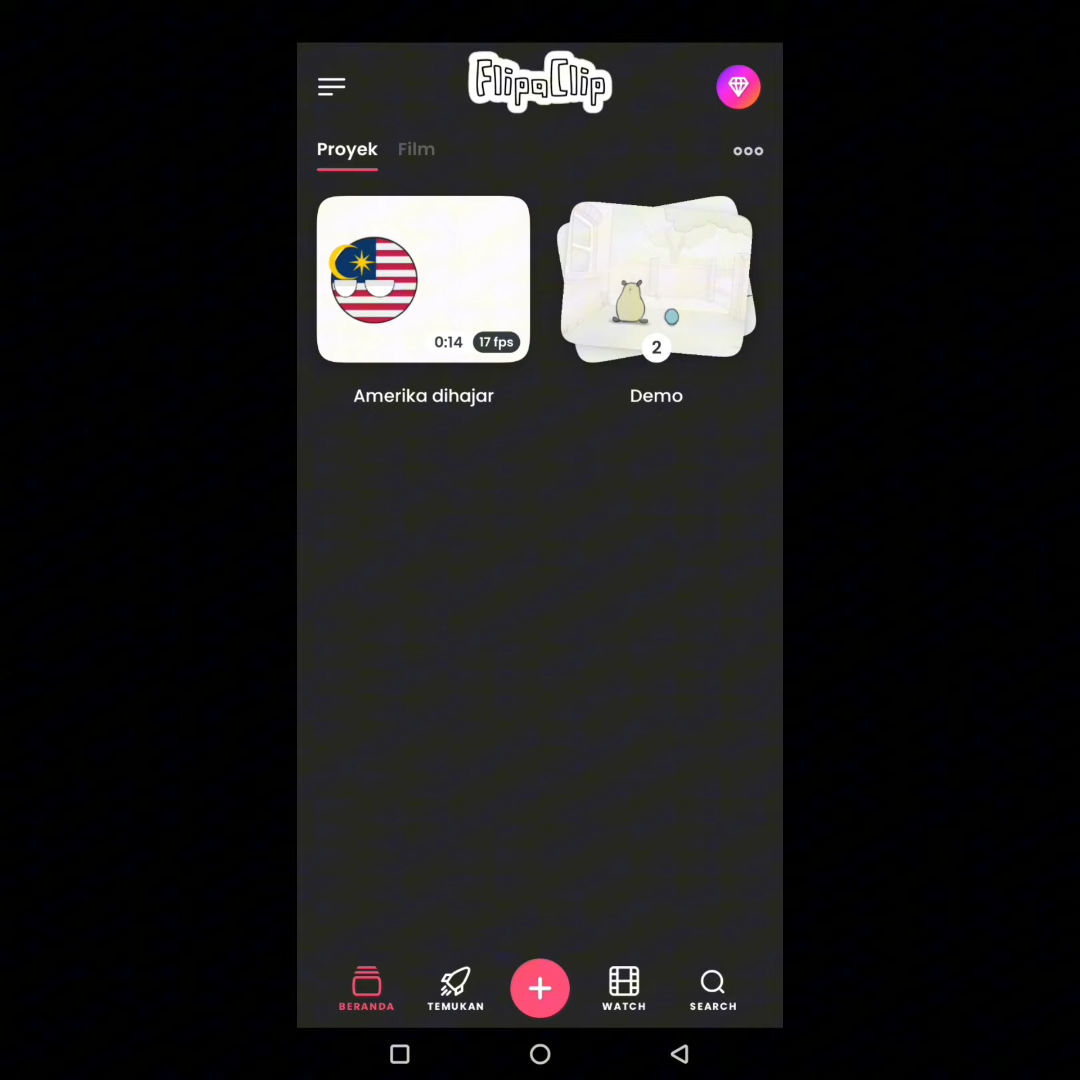 FlipaClip
Proyek Film
0:14 17 fps
2
Amerika dihajar Demo
BERANDA TEMUKAN WATCH SEARCH